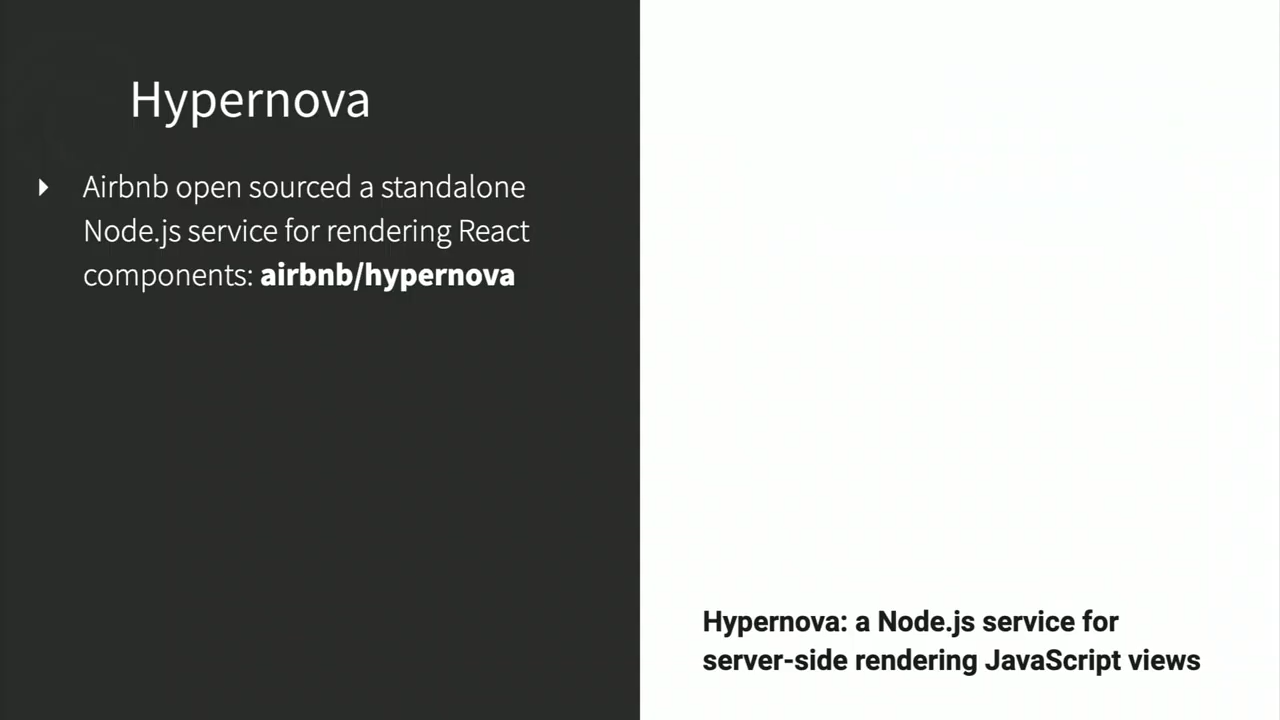 Hypernova
Airbnb open sourced a standalone
Node.js service for rendering React
components: airbnb/hypernova
Hypernova: a Node.js service for
server-side rendering JavaScript views